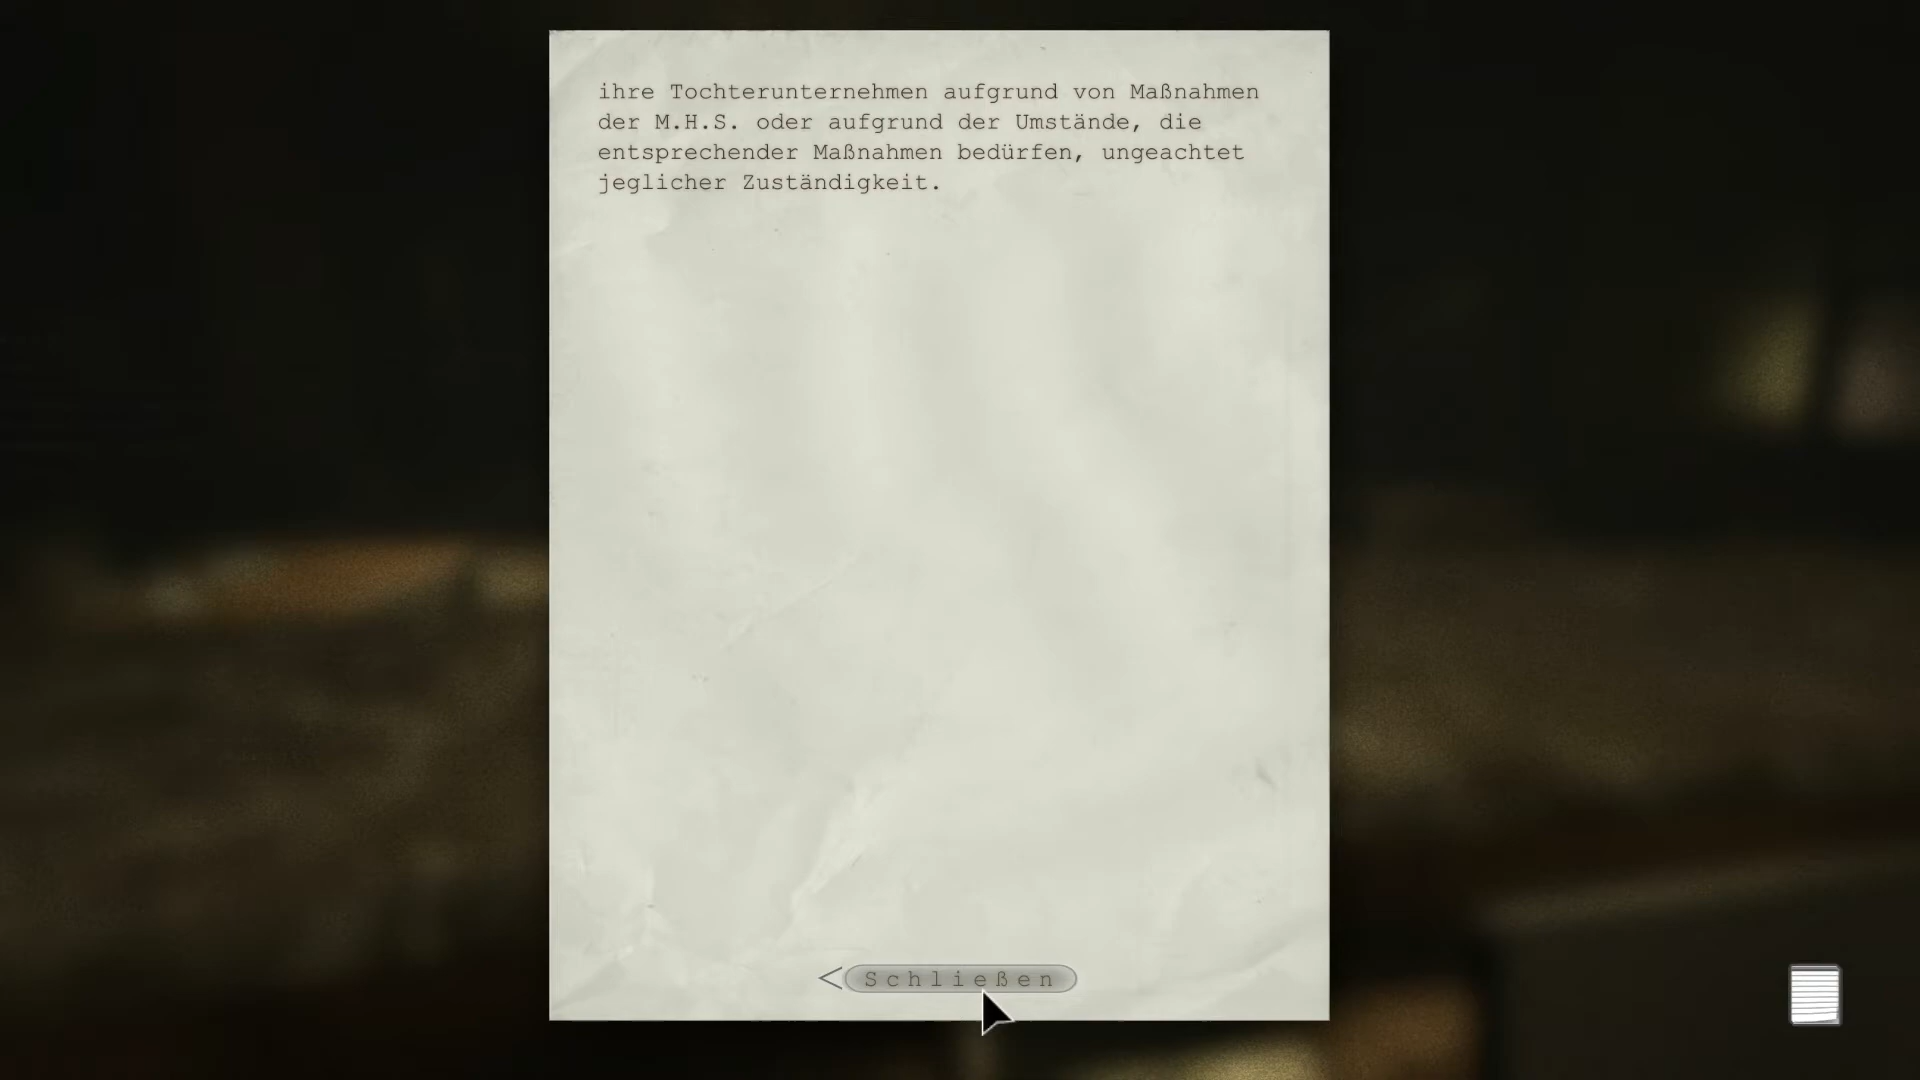 ihre Tochterunternehmen aufgrund von Maßnahmen
der M.H.S. oder aufgrund der Umstände, die
entsprechender Maßnahmen bedürfen, ungeachtet
jeglicher Zuständigkeit.
<Schließen